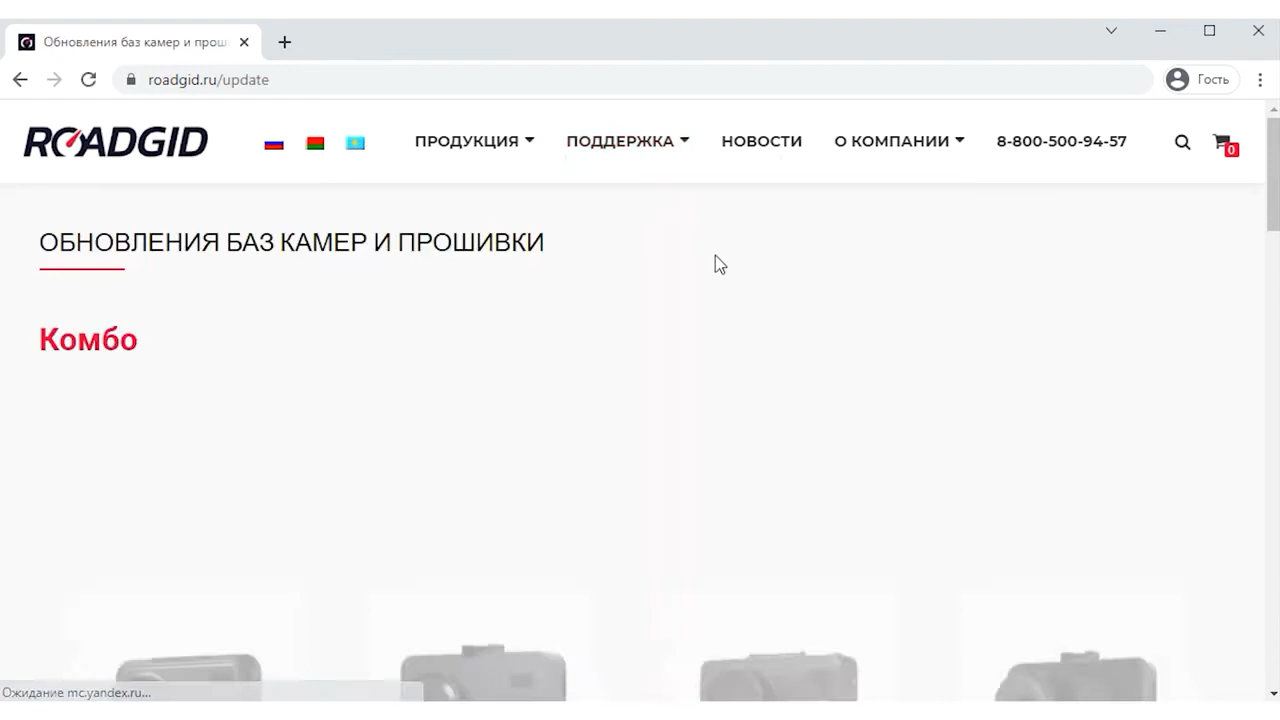 Обновления баз камер и прош
roadgid.ru/update
Гость
ROADGID
ПРОДУКЦИЯ
ПОДДЕРЖКА
НОВОСТИ
О КОМПАНИИ
8-800-500-94-57
0
ОБНОВЛЕНИЯ БАЗ КАМЕР И ПРОШИВКИ
Комбо
Ожидание mc.yandex.ru...